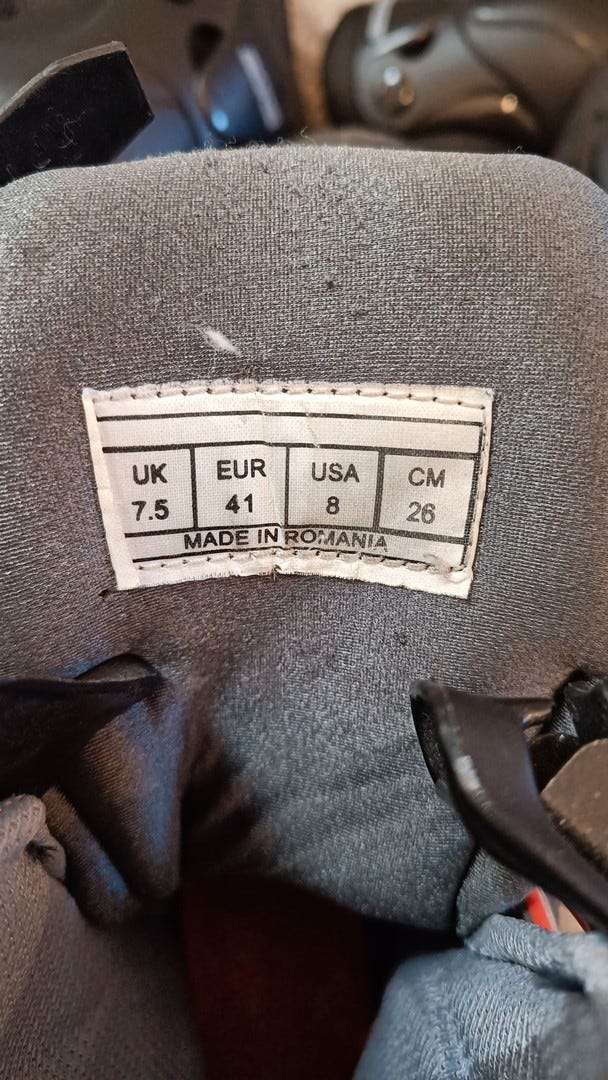 UK EUR USA CM
7.5 41 8 26
MADE IN ROMANIA